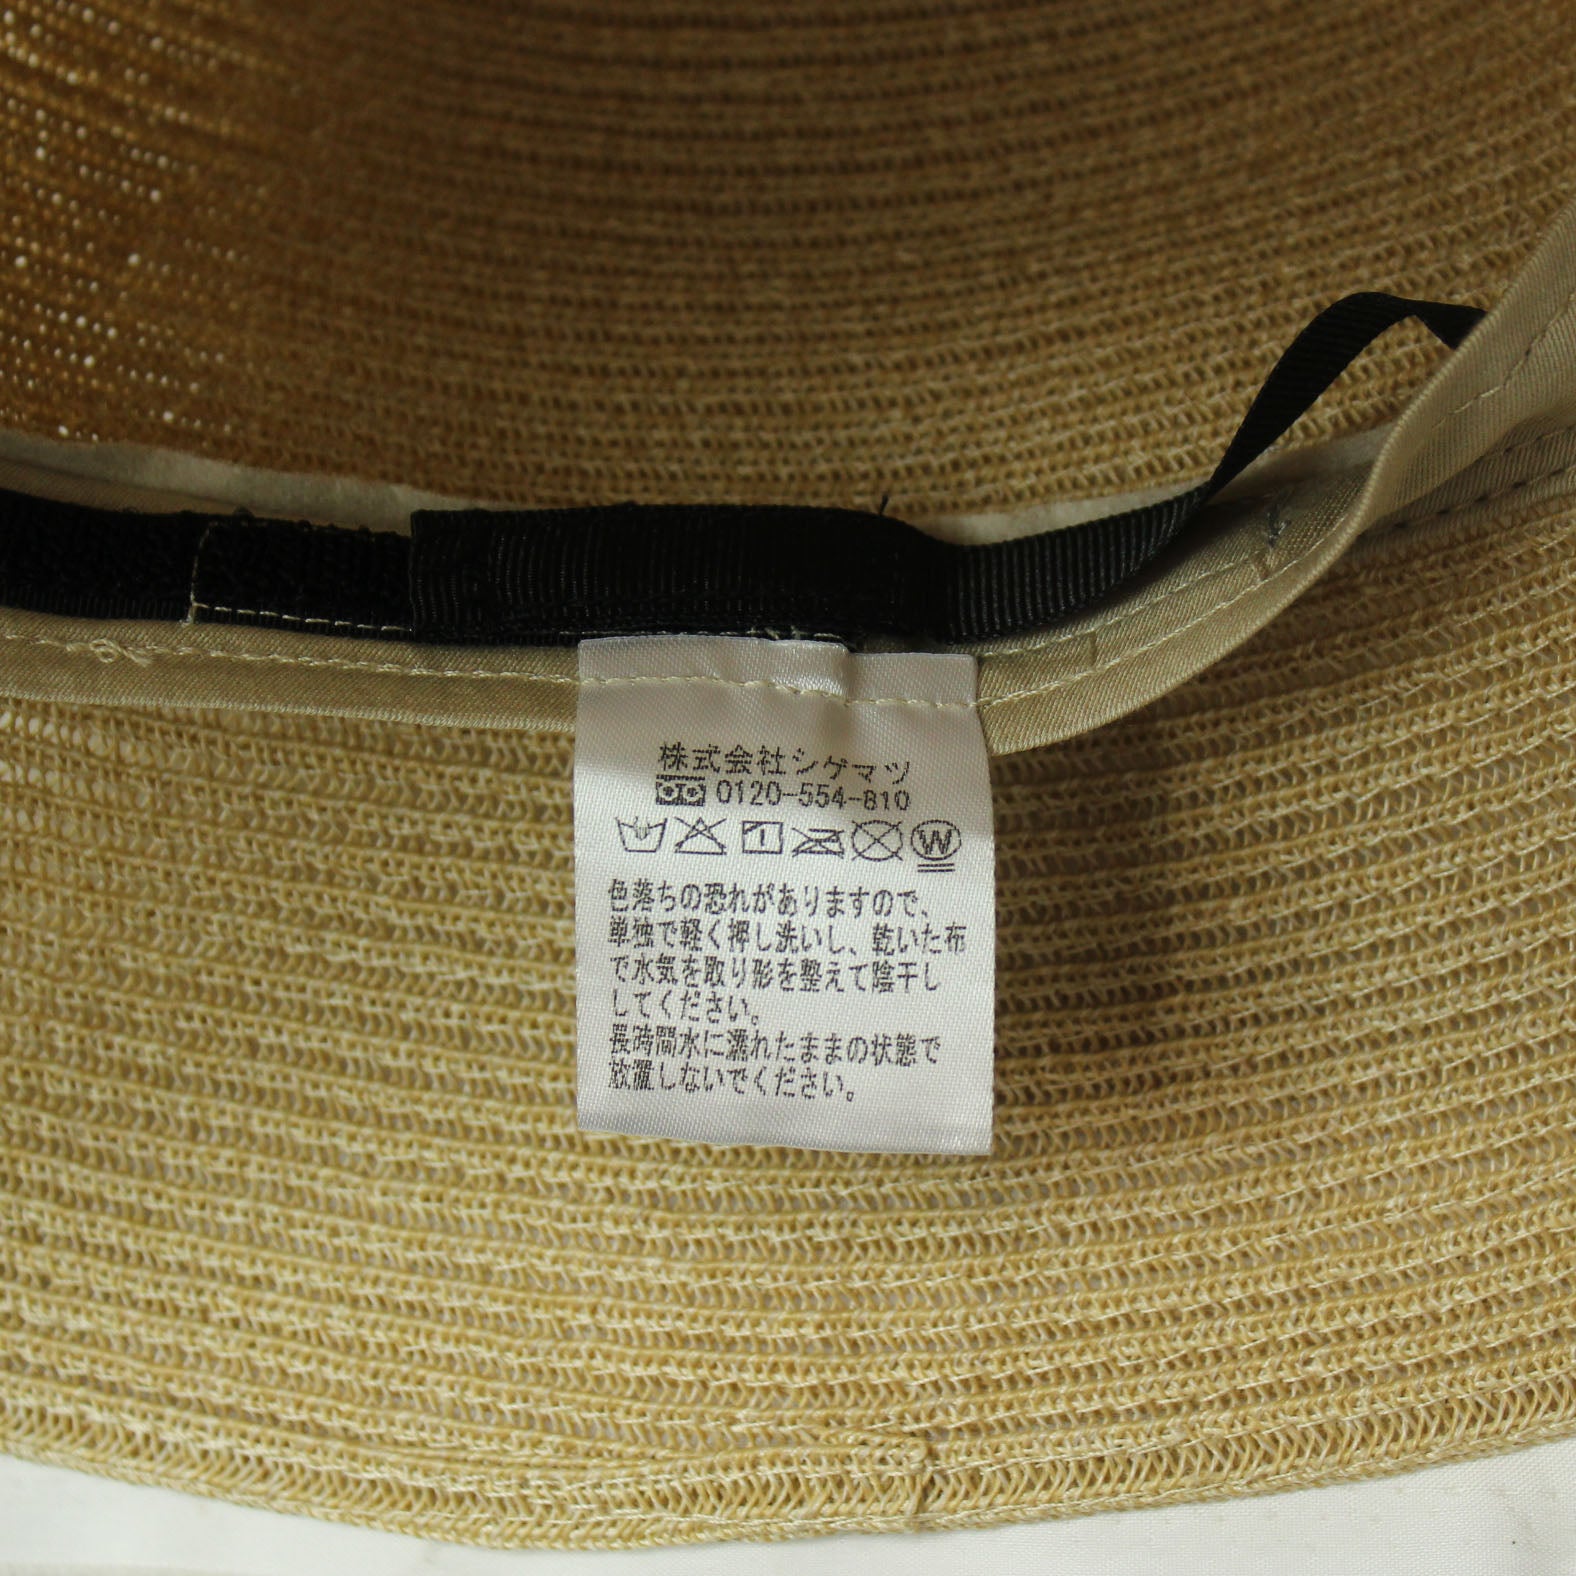 株式会社シゲマツ
0120-554-810
W
色落ちの恐れがありますので、
単独で軽く押し洗いし、乾いた布
で水気を取り形を整えて陰干し
してください。
長時間水に濡れたままの状態で
放置しないでください。